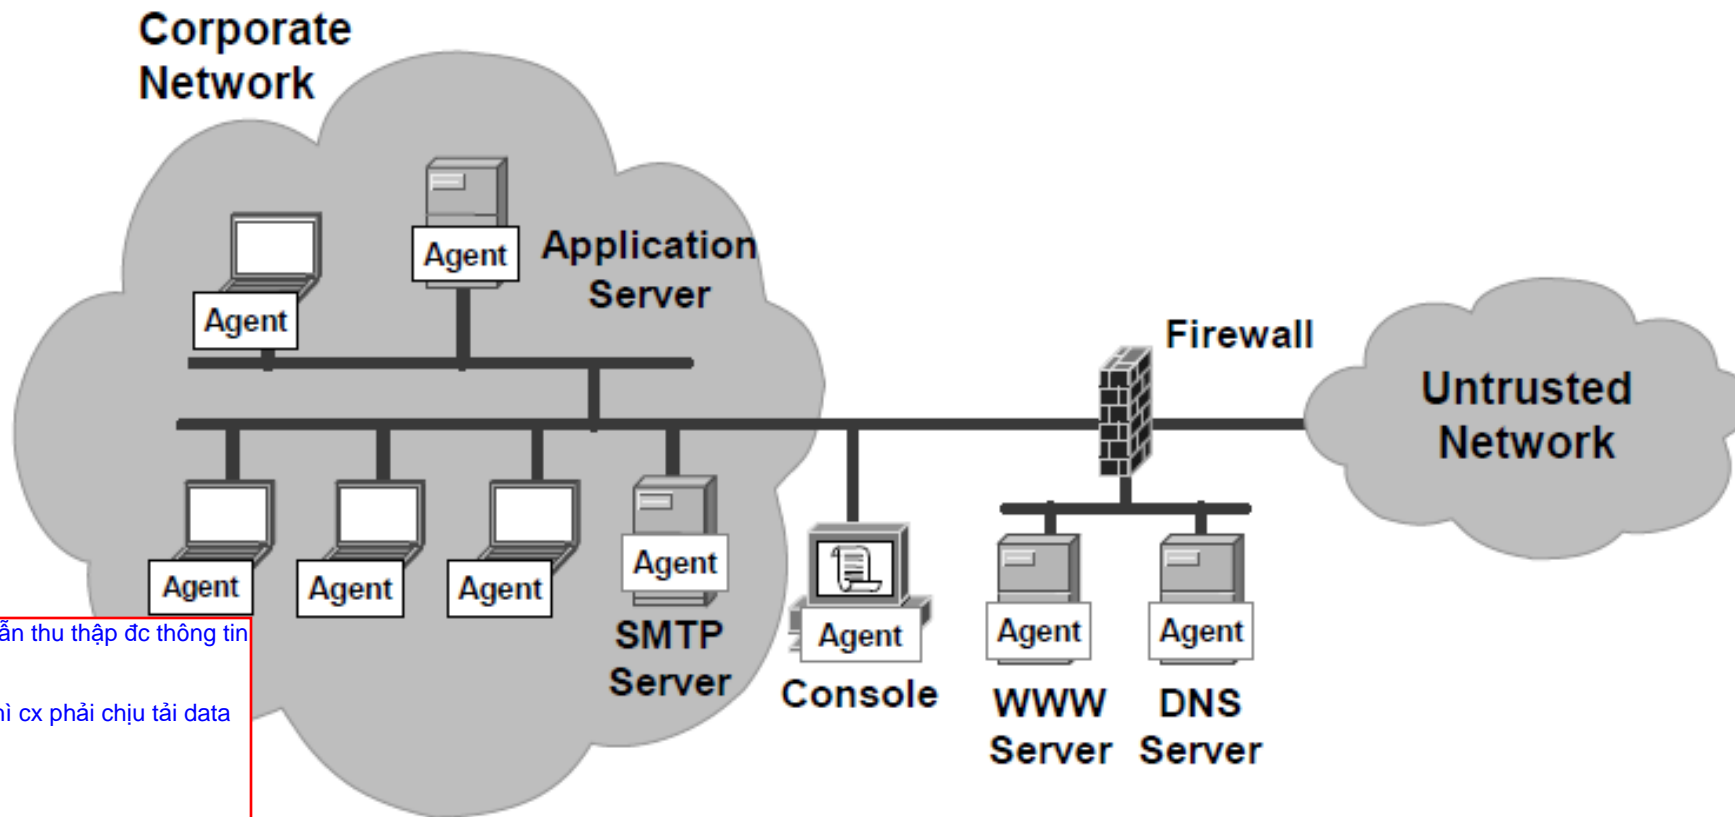 Corporate
Network
Agent
Application
Server
Agent
Firewall
Untrusted
Network
Agent
Agent
Agent
Agent
SMTP
Server
Agent
Console
Agent
WWW
Server
Agent
DNS
Server
thu thập đc thông tin
cx phải chịu tải data